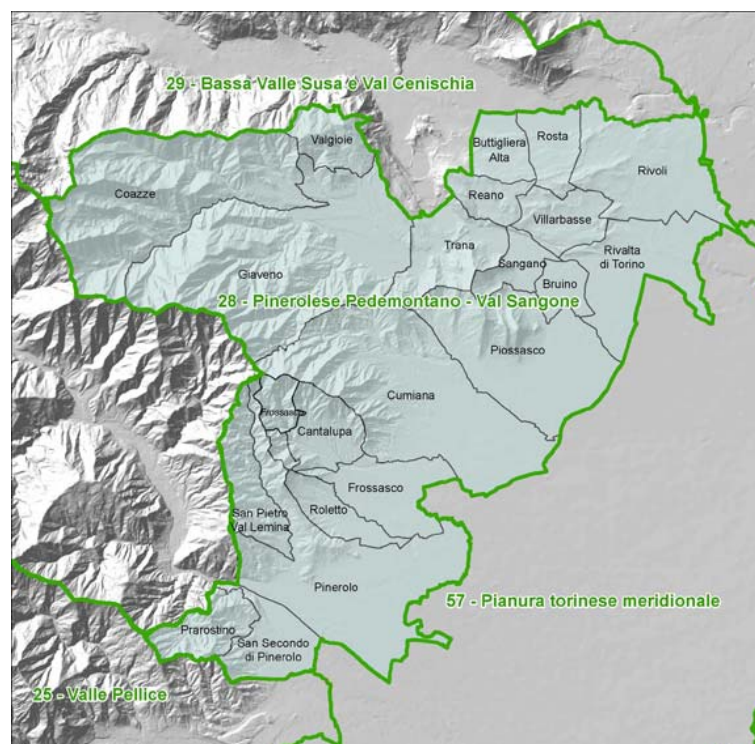 29 - Bassa Valle Susa e Val Cenischia
Valgioie
Buttigliera
Alta
Rosta
Rivoli
Coazze
Reano
Villarbasse
Trana
Sangano
Rivalta
di Torino
Giaveno
Bruino
28 - Pinerolese Pedemontano - Val Sangone
Piossasco
Cumiana
Frossasco
Cantalupa
Frossasco
San Pietro
Val Lemina
Roletto
Pinerolo
57 - Pianura torinese meridionale
Prarostino
San Secondo
di Pinerolo
25 - Valle Pellice